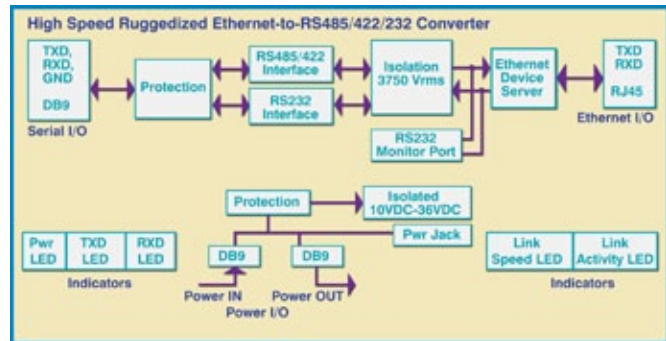 High Speed Ruggedized Ethernet-to-RS485/422/232 Converter
TXD,
RXD,
GND
DB9
Serial I/O
Protection
RS485/422
Interface
RS232
Interface
Isolation
3750 Vrms
RS232
Monitor Port
Ethernet
Device
Server
TXD
RXD
RJ45
Ethernet I/O
Protection
Isolated
10VDC-36VDC
Pwr Jack
DB9
DB9
Power IN
Power OUT
Power I/O
Pwr
LED
TXD
LED
RXD
LED
Indicators
Link
Speed LED
Link
Activity LED
Indicators